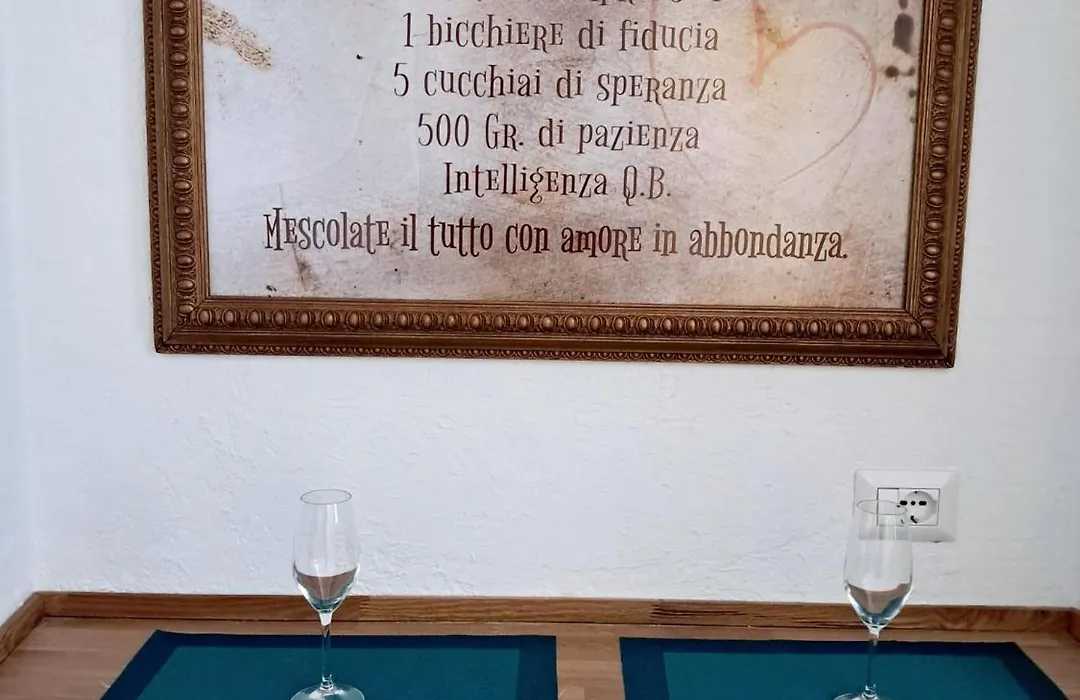 1 bicchiere di fiducia
5 cucchiai di speranza
500 Gr. di pazienza
Intelligenza Q.B.
Mescolate il tutto con amore in abbondanza.